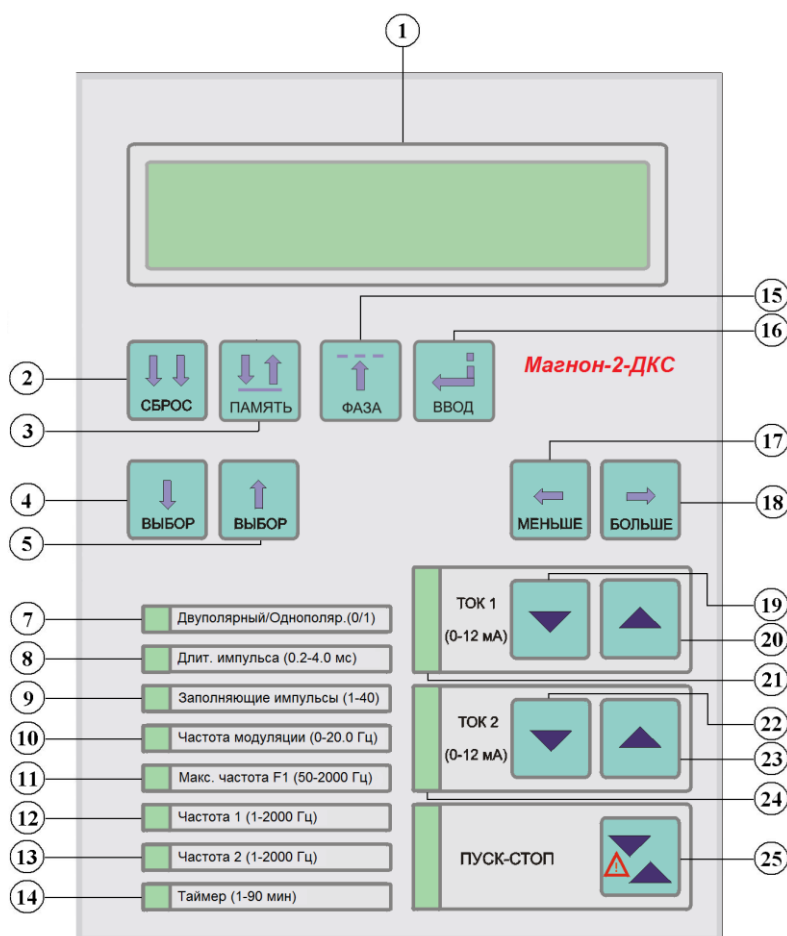 1
15
16
Магнон-2-ДКС
2
СБРОС
ПАМЯТЬ
ФАЗА
ВВОД
3
17
4
ВЫБОР
ВЫБОР
МЕНЬШЕ
БОЛЬШЕ
18
5
7
Двуполярный/Однополяр.(0/1)
8
Длит. импульса (0.2-4.0 мс)
9
Заполняющие импульсы (1-40)
10
Частота модуляции (0-20.0 Гц)
11
Макс. частота F1 (50-2000 Гц)
12
Частота 1 (1-2000 Гц)
13
Частота 2 (1-2000 Гц)
14
Таймер (1-90 мин)
ТОК 1
(0-12 мА)
19
20
21
ТОК 2
(0-12 мА)
22
23
24
ПУСК-СТОП
!
25